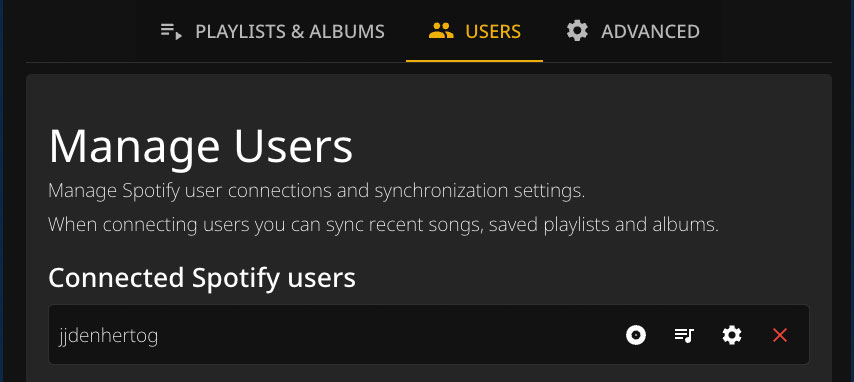 PLAYLISTS & ALBUMS USERS ADVANCED
Manage Users
Manage Spotify user connections and synchronization settings.
When connecting users you can sync recent songs, saved playlists and albums.
Connected Spotify users
jjdenhertog